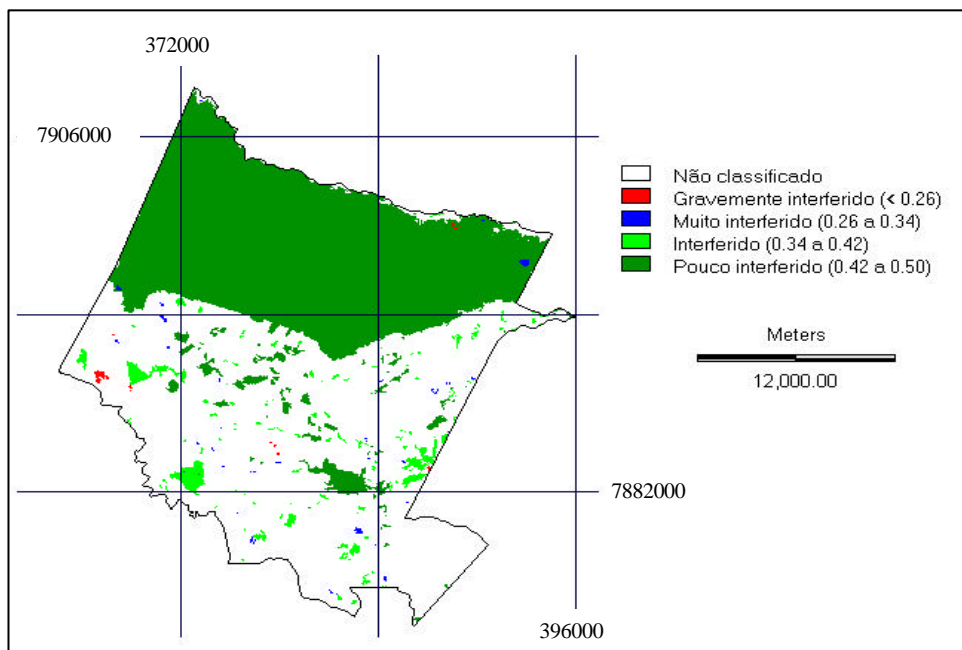 372000
7906000
Não classificado
Gravemente interferido (< 0.26)
Muito interferido (0.26 a 0.34)
Interferido (0.34 a 0.42)
Pouco interferido (0.42 a 0.50)
Meters
12,000.00
7882000
396000